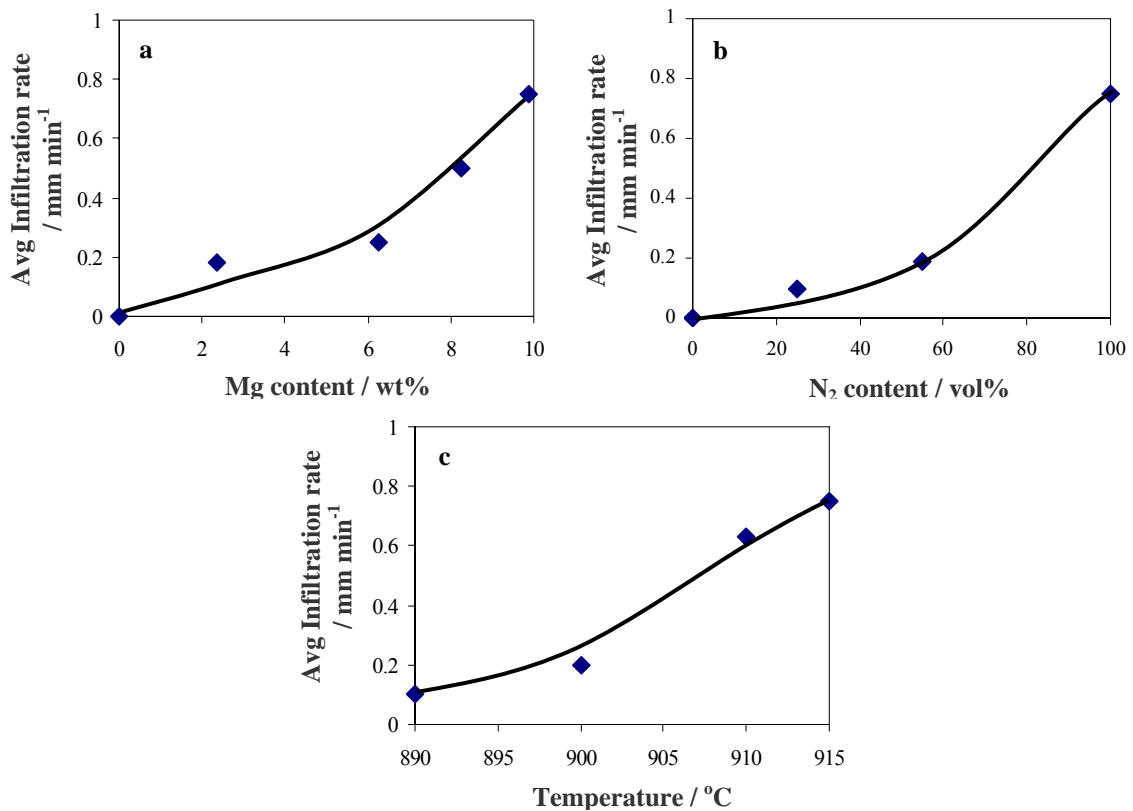 a
Avg Infiltration rate
/ mm min-1
1
0.8
0.6
0.4
0.2
0
0 2 4 6 8 10
Mg content / wt%
b
Avg Infiltration rate
/ mm min-1
1
0.8
0.6
0.4
0.2
0
0 20 40 60 80 100
N₂ content / vol%
c
Avg Infiltration rate
/ mm min-1
1
0.8
0.6
0.4
0.2
0
890 895 900 905 910 915
Temperature / °C